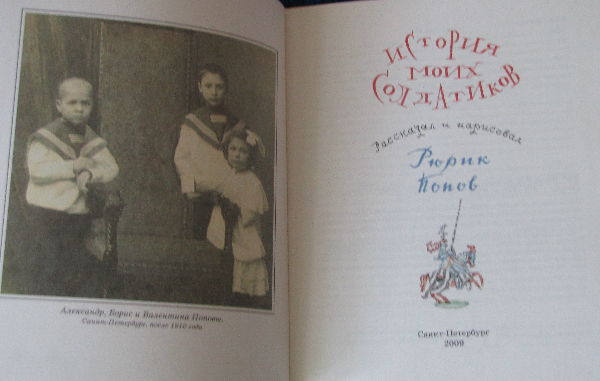 Александр, Борис и Валентина Поповы.
Санкт-Петербург, после 1910 года
ИСТОРИЯ
МОИХ
СОЛДАТИКОВ
Рассказал и нарисовал
Рюрик
Попов
Санкт-Петербург
2009